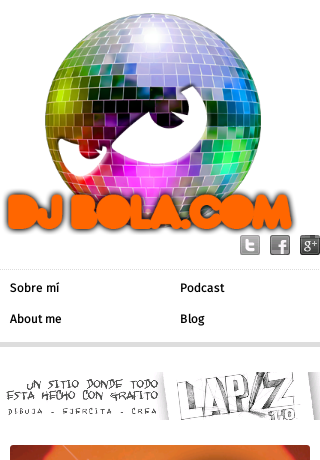 DJ BOLA.COM
Sobre mí
Podcast
About me
Blog
UN SITIO DONDE TODO
ESTA HECHO CON GRAFITO
DIBUJA - EJERCITA - CREA
LAPIZ